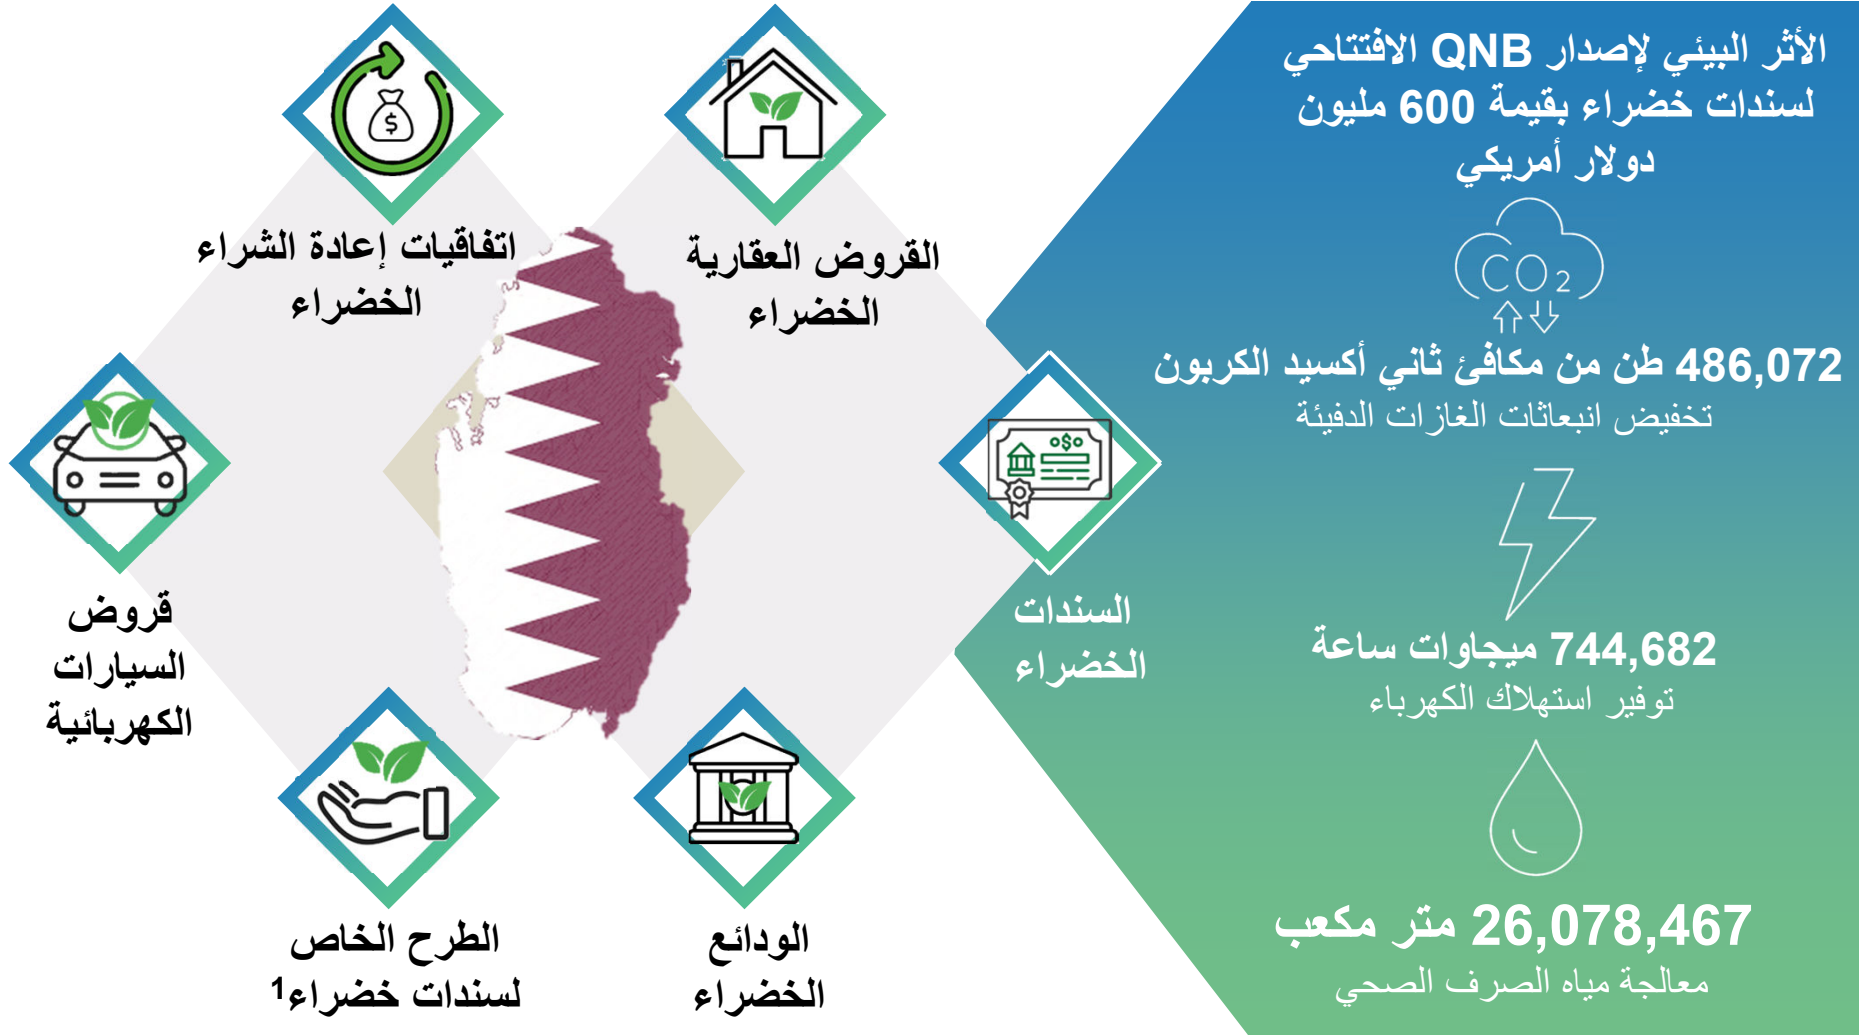 الأثر البيئي لإصدار QNB الافتتاحي
لسندات خضراء بقيمة 600 مليون
دولار أمريكي
CO2
486,072 طن من مكافئ ثاني أكسيد الكربون
تخفيض انبعاثات الغازات الدفيئة
744,682 ميجاوات ساعة
توفير استهلاك الكهرباء
26,078,467 متر مكعب
معالجة مياه الصرف الصحي
$
القروض العقارية
الخضراء
$
اتفاقيات إعادة الشراء
الخضراء
السندات
الخضراء
قروض
السيارات
الكهربائية
الودائع
الخضراء
الطرح الخاص
لسندات خضراء1